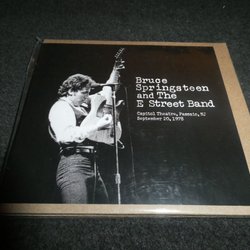 Bruce
Springsteen
and The
E Street Band
Capitol Theatre, Passaic, NJ
September 20, 1978